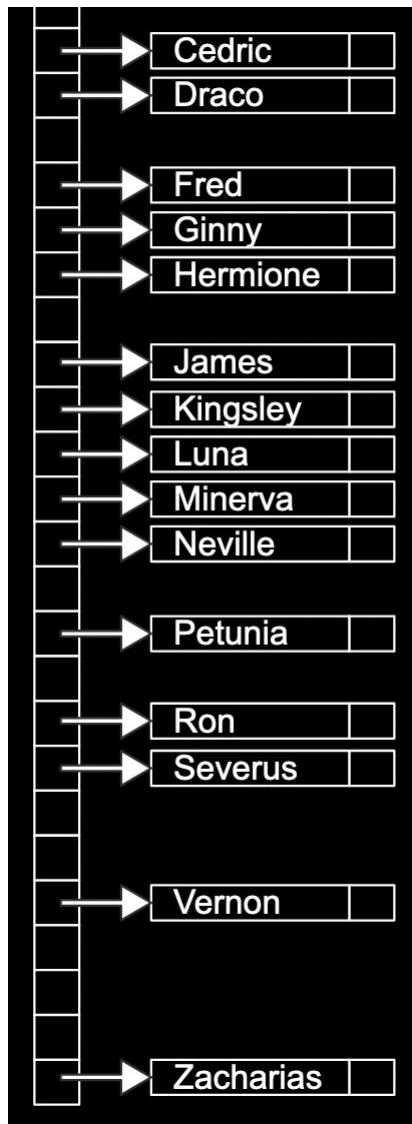 Cedric
Draco
Fred
Ginny
Hermione
James
Kingsley
Luna
Minerva
Neville
Petunia
Ron
Severus
Vernon
Zacharias